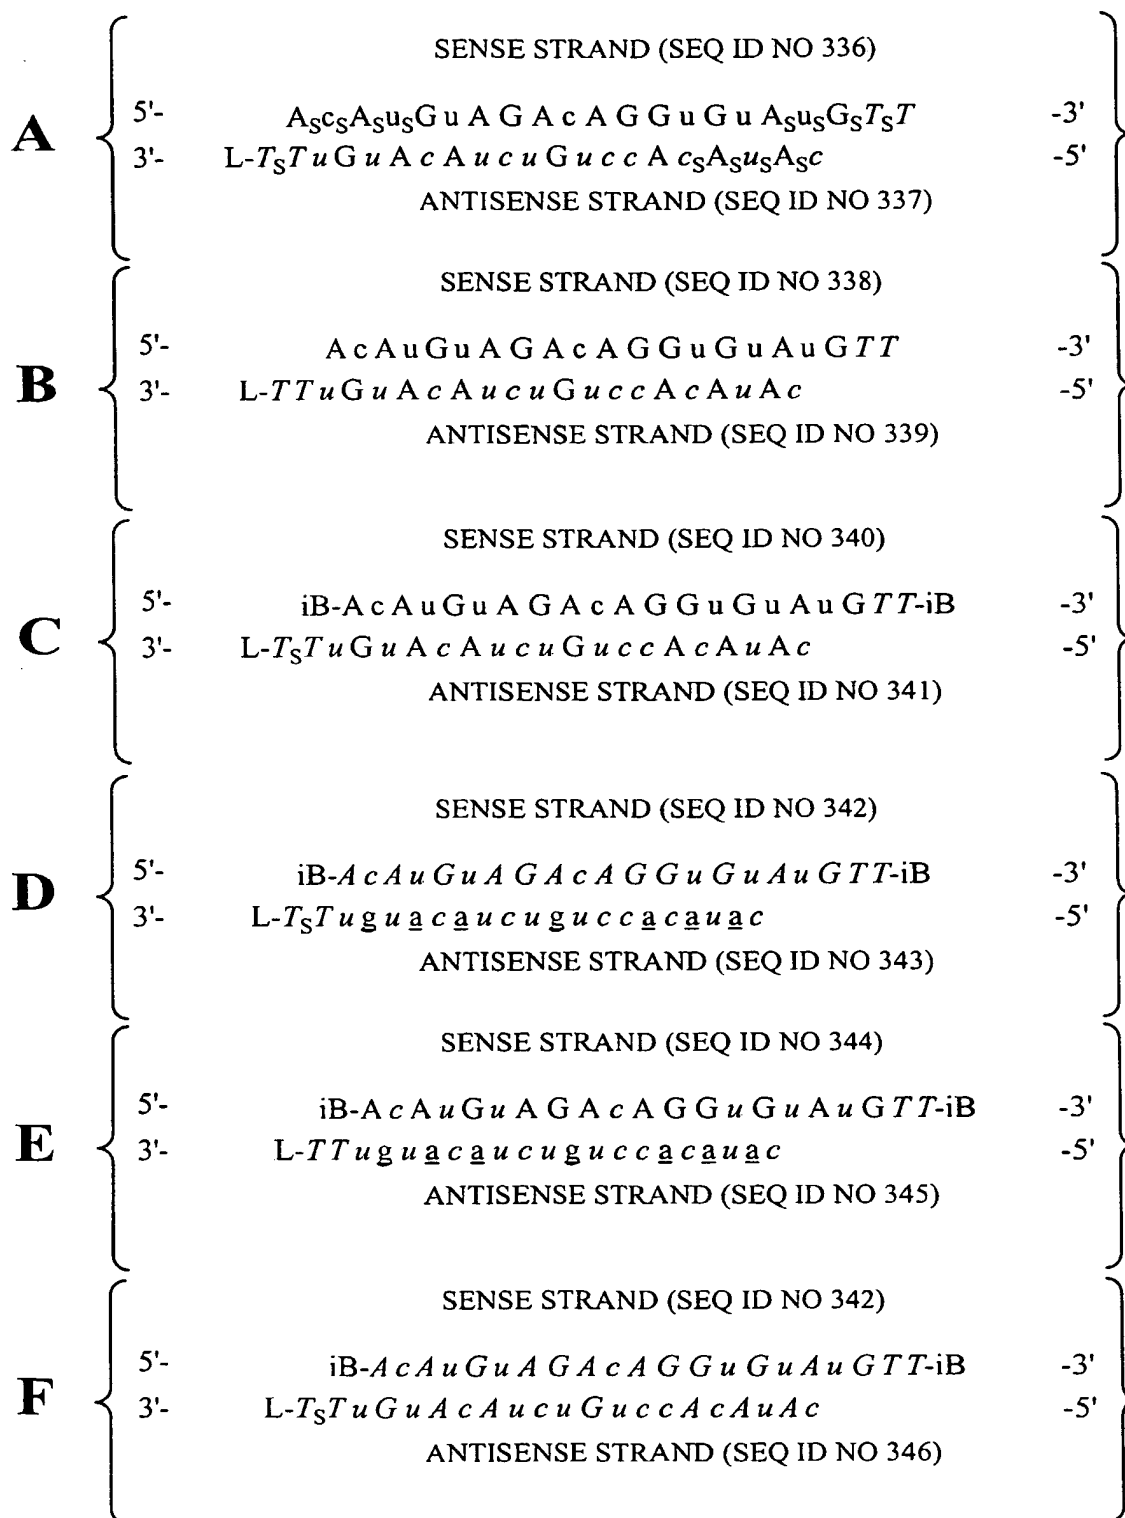 SENSE STRAND (SEQ ID NO 336)
5'- AScSASuSGuAGAcAGGuGuASuSGSTST -3'
A
3'- L-TSTuGuAcAucuGuccAcSASuSASc -5'
ANTISENSE STRAND (SEQ ID NO 337)
SENSE STRAND (SEQ ID NO 338)
5'- AcAuGuAGAcAGGuGuAuGTT -3'
B
3'- L-TTuGuAcAucuGuccAcAuAc -5'
ANTISENSE STRAND (SEQ ID NO 339)
SENSE STRAND (SEQ ID NO 340)
5'- iB-AcAuGuAGAcAGGuGuAuGTT-iB -3'
C
3'- L-TSTuGuAcAucuGuccAcAuAc -5'
ANTISENSE STRAND (SEQ ID NO 341)
SENSE STRAND (SEQ ID NO 342)
5'- iB-AcAuGuAGAcAGGuGuAuGTT-iB -3'
D
3'- L-TSTuguacaucuguccacauac -5'
ANTISENSE STRAND (SEQ ID NO 343)
SENSE STRAND (SEQ ID NO 344)
5'- iB-AcAuGuAGAcAGGuGuAuGTT-iB -3'
E
3'- L-TTuguacaucuguccacauac -5'
ANTISENSE STRAND (SEQ ID NO 345)
SENSE STRAND (SEQ ID NO 342)
5'- iB-AcAuGuAGAcAGGuGuAuGTT-iB -3'
F
3'- L-TSTuGuAcAucuGuccAcAuAc -5'
ANTISENSE STRAND (SEQ ID NO 346)